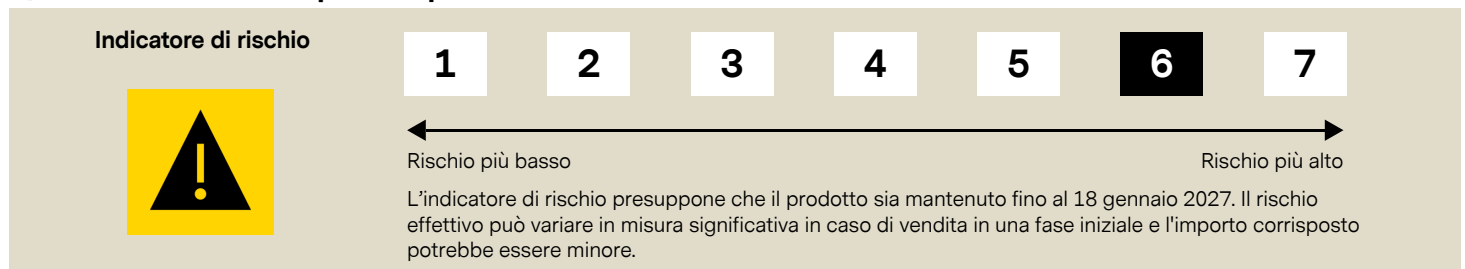 Indicatore di rischio
1 2 3 4 5 6 7
Rischio più basso Rischio più alto
L'indicatore di rischio presuppone che il prodotto sia mantenuto fino al 18 gennaio 2027. Il rischio
effettivo può variare in misura significativa in caso di vendita in una fase iniziale e l'importo corrisposto
potrebbe essere minore.